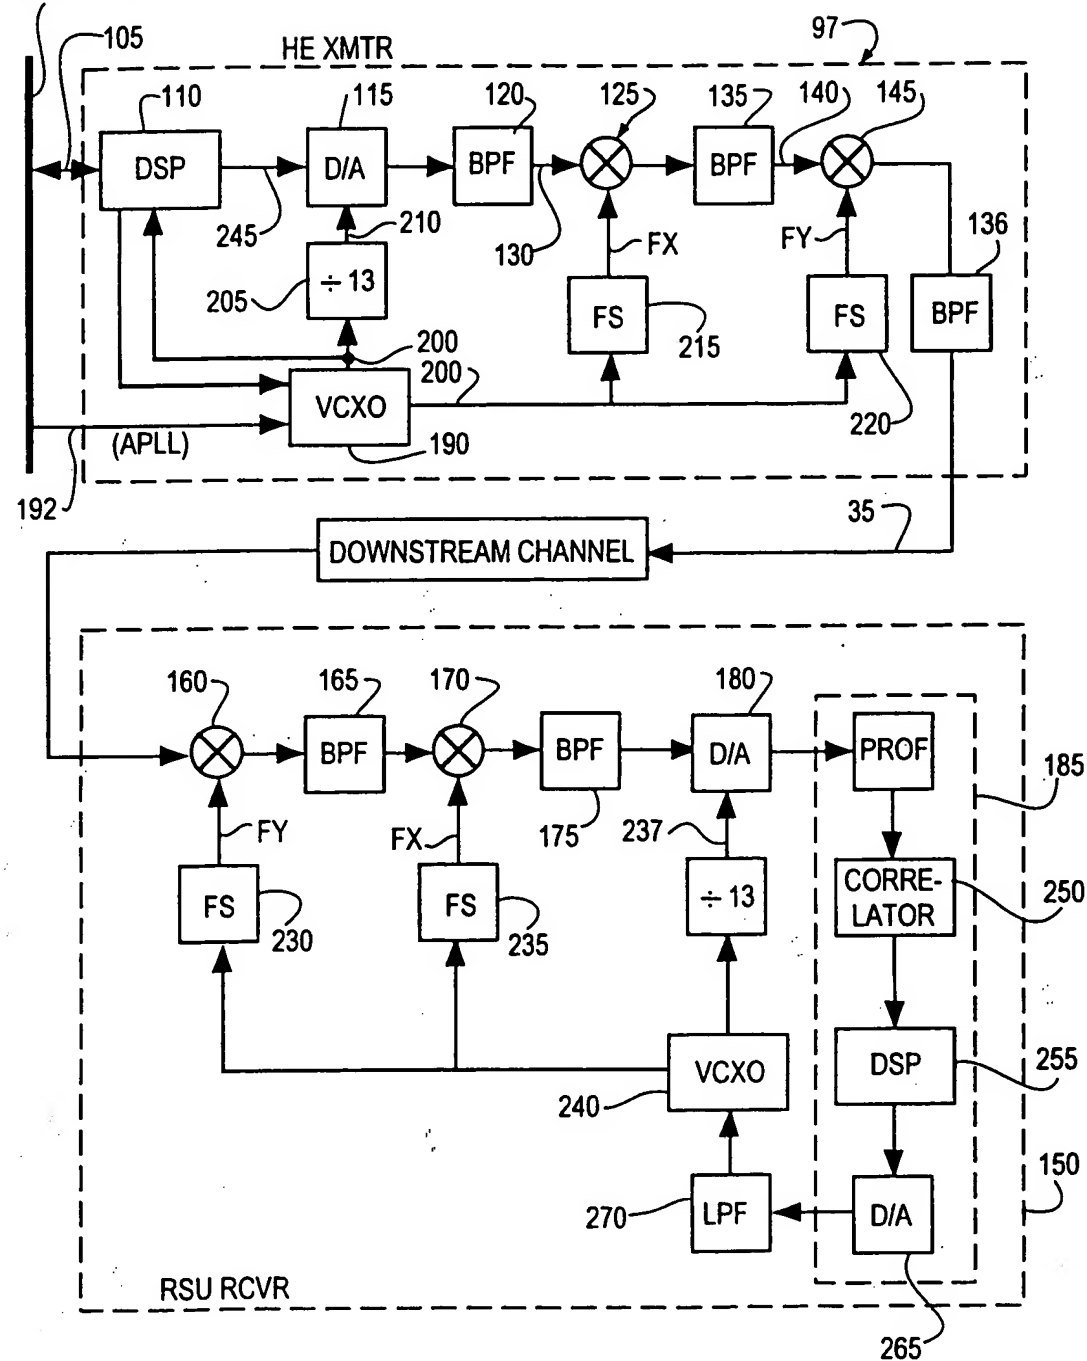 105
HE XMTR
97
110
115
120
125
135
140
145
DSP
D/A
BPF
BPF
245
210
130
FX
FY
136
205
÷ 13
FS
215
FS
BPF
200
200
VCXO
220
(APLL)
190
192
35
DOWNSTREAM CHANNEL
160
165
170
180
BPF
BPF
D/A
PROF
185
FY
FX
175
237
FS
230
FS
235
÷ 13
CORRE-
LATOR
250
VCXO
240
DSP
255
150
270
LPF
D/A
RSU RCVR
265